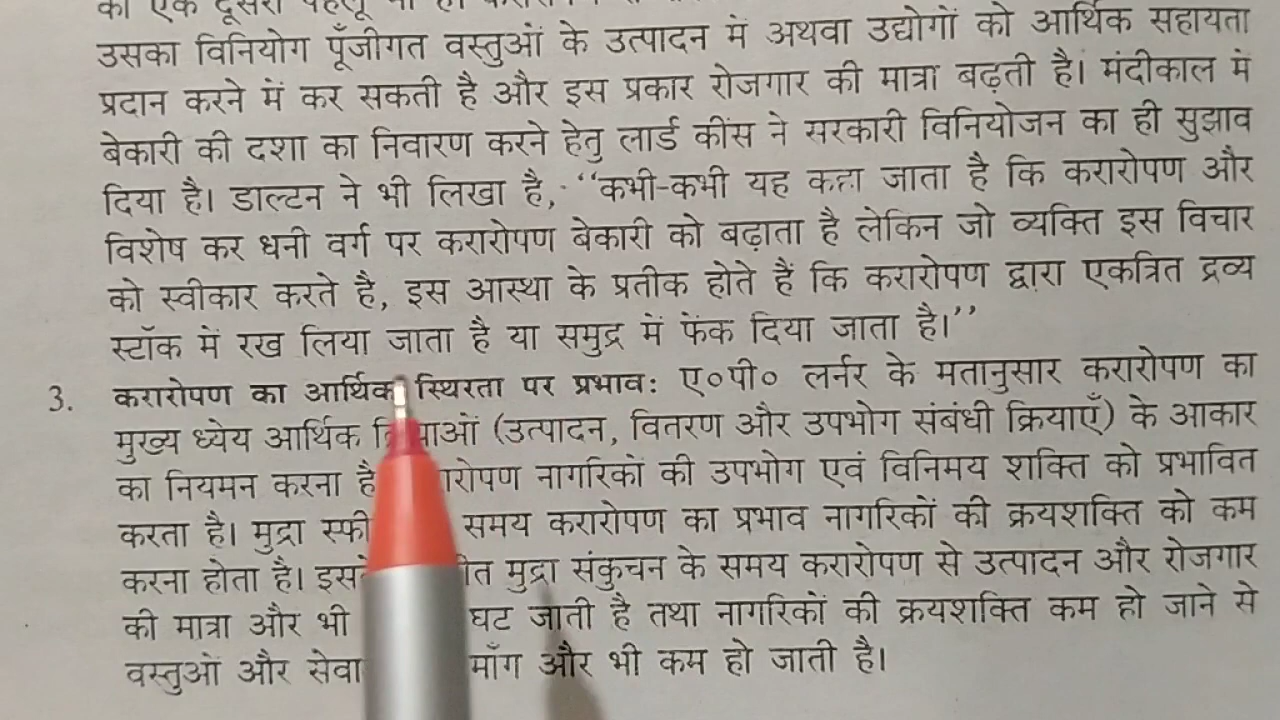 का एक दूसरा पहलू भी है
उसका विनियोग पूँजीगत वस्तुओं के उत्पादन में अथवा उद्योगों को आर्थिक सहायता
प्रदान करने में कर सकती है और इस प्रकार रोजगार की मात्रा बढ़ती है। मंदीकाल में
बेकारी की दशा का निवारण करने हेतु लार्ड कींस ने सरकारी विनियोजन का ही सुझाव
दिया है। डाल्टन ने भी लिखा है, "कभी-कभी यह कहा जाता है कि करारोपण और
विशेष कर धनी वर्ग पर करारोपण बेकारी को बढ़ाता है लेकिन जो व्यक्ति इस विचार
को स्वीकार करते है, इस आस्था के प्रतीक होते हैं कि करारोपण द्वारा एकत्रित द्रव्य
स्टॉक में रख लिया जाता है या समुद्र में फेंक दिया जाता है।"
3. करारोपण का आर्थिक स्थिरता पर प्रभावः ए०पी० लर्नर के मतानुसार करारोपण का
मुख्य ध्येय आर्थिक (उत्पादन, वितरण और उपभोग संबंधी क्रियाएँ) के आकार
का नियमन करना है नागरिकों की उपभोग एवं विनिमय शक्ति को प्रभावित
करता है। मुद्रा समय करारोपण का प्रभाव नागरिकों की क्रयशक्ति को कम
करना होता है। मुद्रा संकुचन के समय करारोपण से उत्पादन और रोजगार
की मात्रा और भी घट जाती है तथा नागरिकों की क्रयशक्ति कम हो जाने से
वस्तुओं और माँग और भी कम हो जाती है।